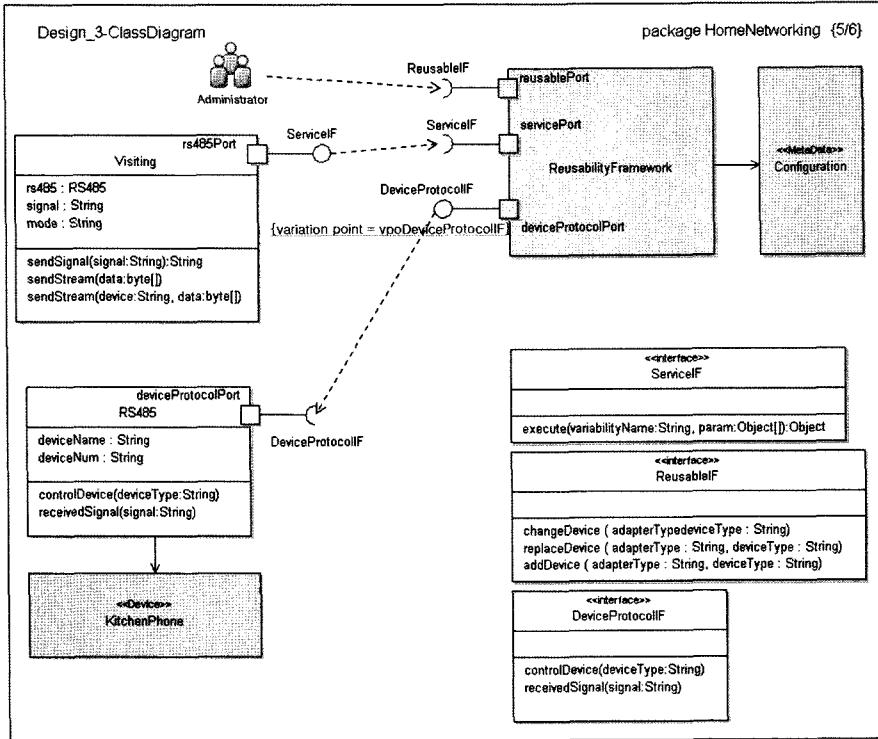 Design_3-ClassDiagram
package HomeNetworking {5/6}
Administrator
ReusableIF
reusablePort
rs485Port
Visiting
rs485 : RS485
signal : String
mode : String
sendSignal(signal:String):String
sendStream(data:byte[])
sendStream(device:String, data:byte[])
ServiceIF
ServiceIF
servicePort
ReusabilityFramework
DeviceProtocolIF
{variation point = vpoDeviceProtocolIF}
deviceProtocolPort
<<MetaData>>
Configuration
deviceProtocolPort
RS485
deviceName : String
deviceNum : String
controlDevice(deviceType:String)
receivedSignal(signal:String)
DeviceProtocolIF
<<Device>>
KitchenPhone
<<interface>>
ServiceIF
execute(variabilityName:String, param:Object[]):Object
<<interface>>
ReusableIF
changeDevice ( adapterTypedeviceType : String)
replaceDevice ( adapterType : String, deviceType : String)
addDevice ( adapterType : String, deviceType : String)
<<interface>>
DeviceProtocolIF
controlDevice(deviceType:String)
receivedSignal(signal:String)